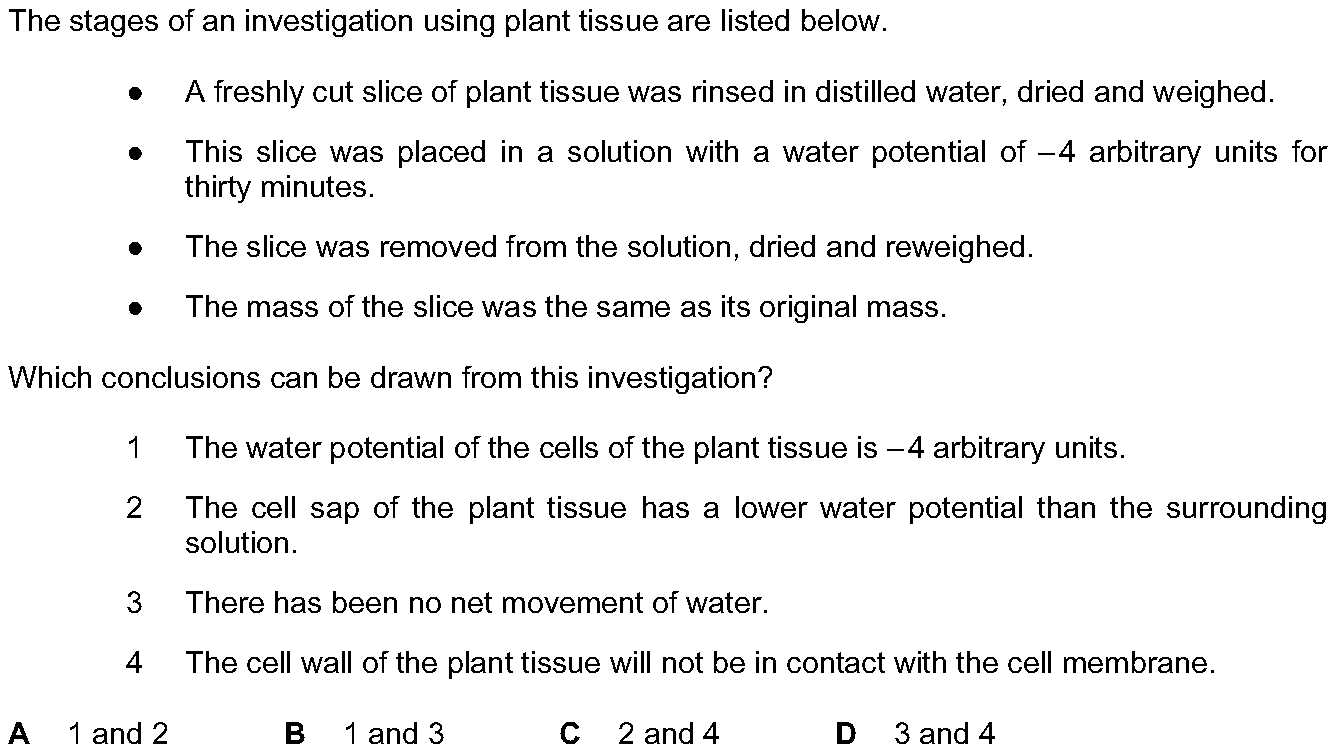 The stages of an investigation using plant tissue are listed below.
● A freshly cut slice of plant tissue was rinsed in distilled water, dried and weighed.
● This slice was placed in a solution with a water potential of –4 arbitrary units for
thirty minutes.
● The slice was removed from the solution, dried and reweighed.
● The mass of the slice was the same as its original mass.
Which conclusions can be drawn from this investigation?
1 The water potential of the cells of the plant tissue is –4 arbitrary units.
2 The cell sap of the plant tissue has a lower water potential than the surrounding
solution.
3 There has been no net movement of water.
4 The cell wall of the plant tissue will not be in contact with the cell membrane.
A 1 and 2 B 1 and 3 C 2 and 4 D 3 and 4